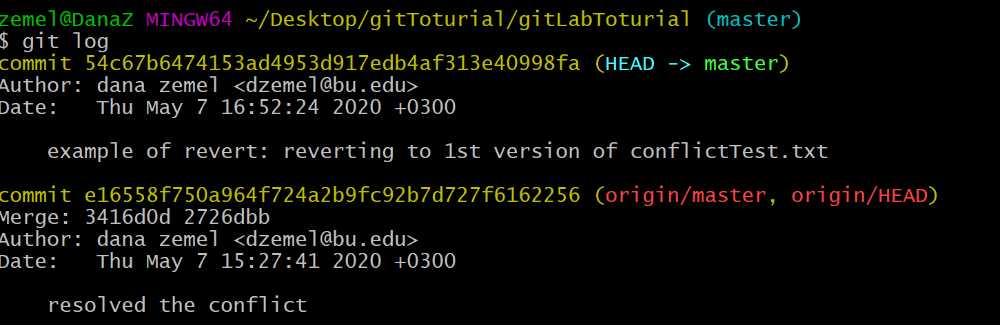 zemel@DanaZ MINGW64 ~/Desktop/gitToturial/gitLabToturial (master)
$ git log
commit 54c67b6474153ad4953d917edb4af313e40998fa (HEAD -> master)
Author: dana zemel <dzemel@bu.edu>
Date:   Thu May 7 16:52:24 2020 +0300
    example of revert: reverting to 1st version of conflictTest.txt
commit e16558f750a964f724a2b9fc92b7d727f6162256 (origin/master, origin/HEAD)
Merge: 3416d0d 2726dbb
Author: dana zemel <dzemel@bu.edu>
Date:   Thu May 7 15:27:41 2020 +0300
    resolved the conflict